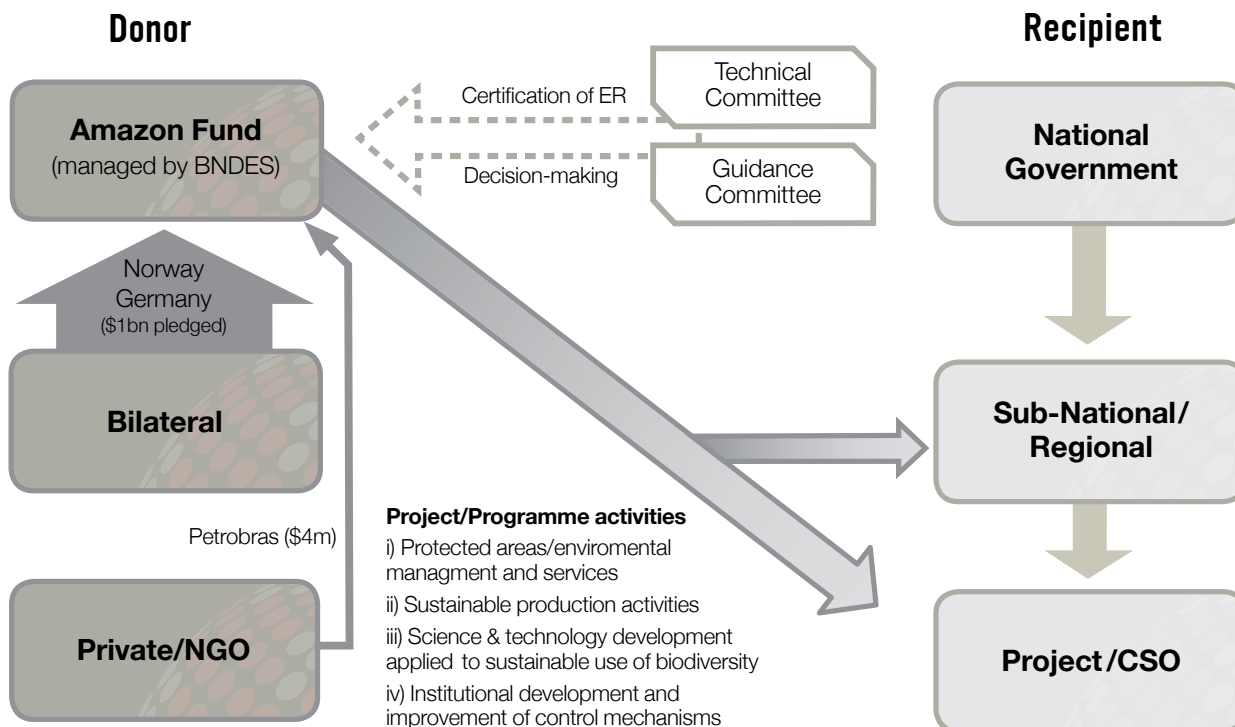 Donor
Recipient
Amazon Fund
(managed by BNDES)
Certification of ER
Decision-making
Technical
Committee
Guidance
Committee
National
Government
Norway
Germany
($1bn pledged)
Bilateral
Sub-National/
Regional
Petrobras ($4m)
Private/NGO
Project/Programme activities
i) Protected areas/enviromental
managment and services
ii) Sustainable production activities
iii) Science & technology development
applied to sustainable use of biodiversity
iv) Institutional development and
improvement of control mechanisms
Project/CSO